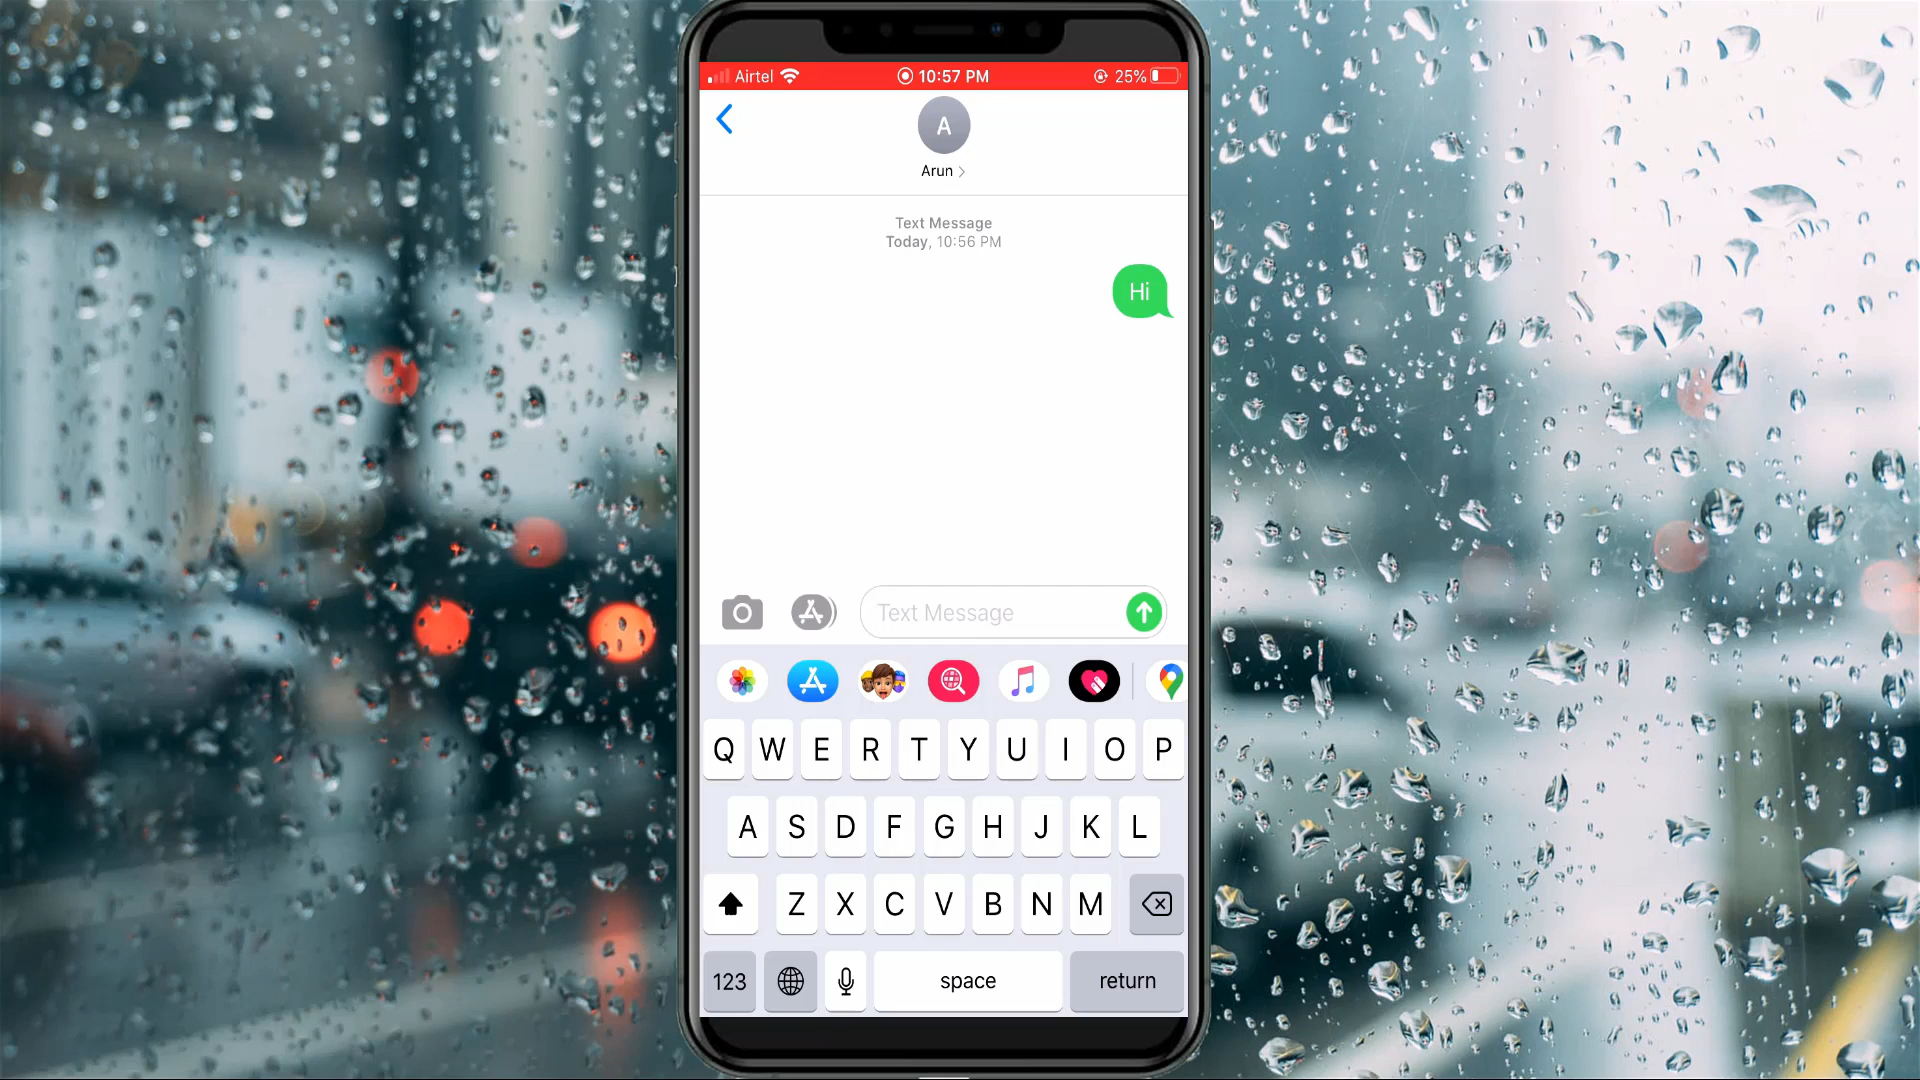 Airtel 10:57 PM 25%
A
Arun
Text Message
Today, 10:56 PM
Hi
Text Message
Q W E R T Y U I O P
A S D F G H J K L
Z X C V B N M
123 space return